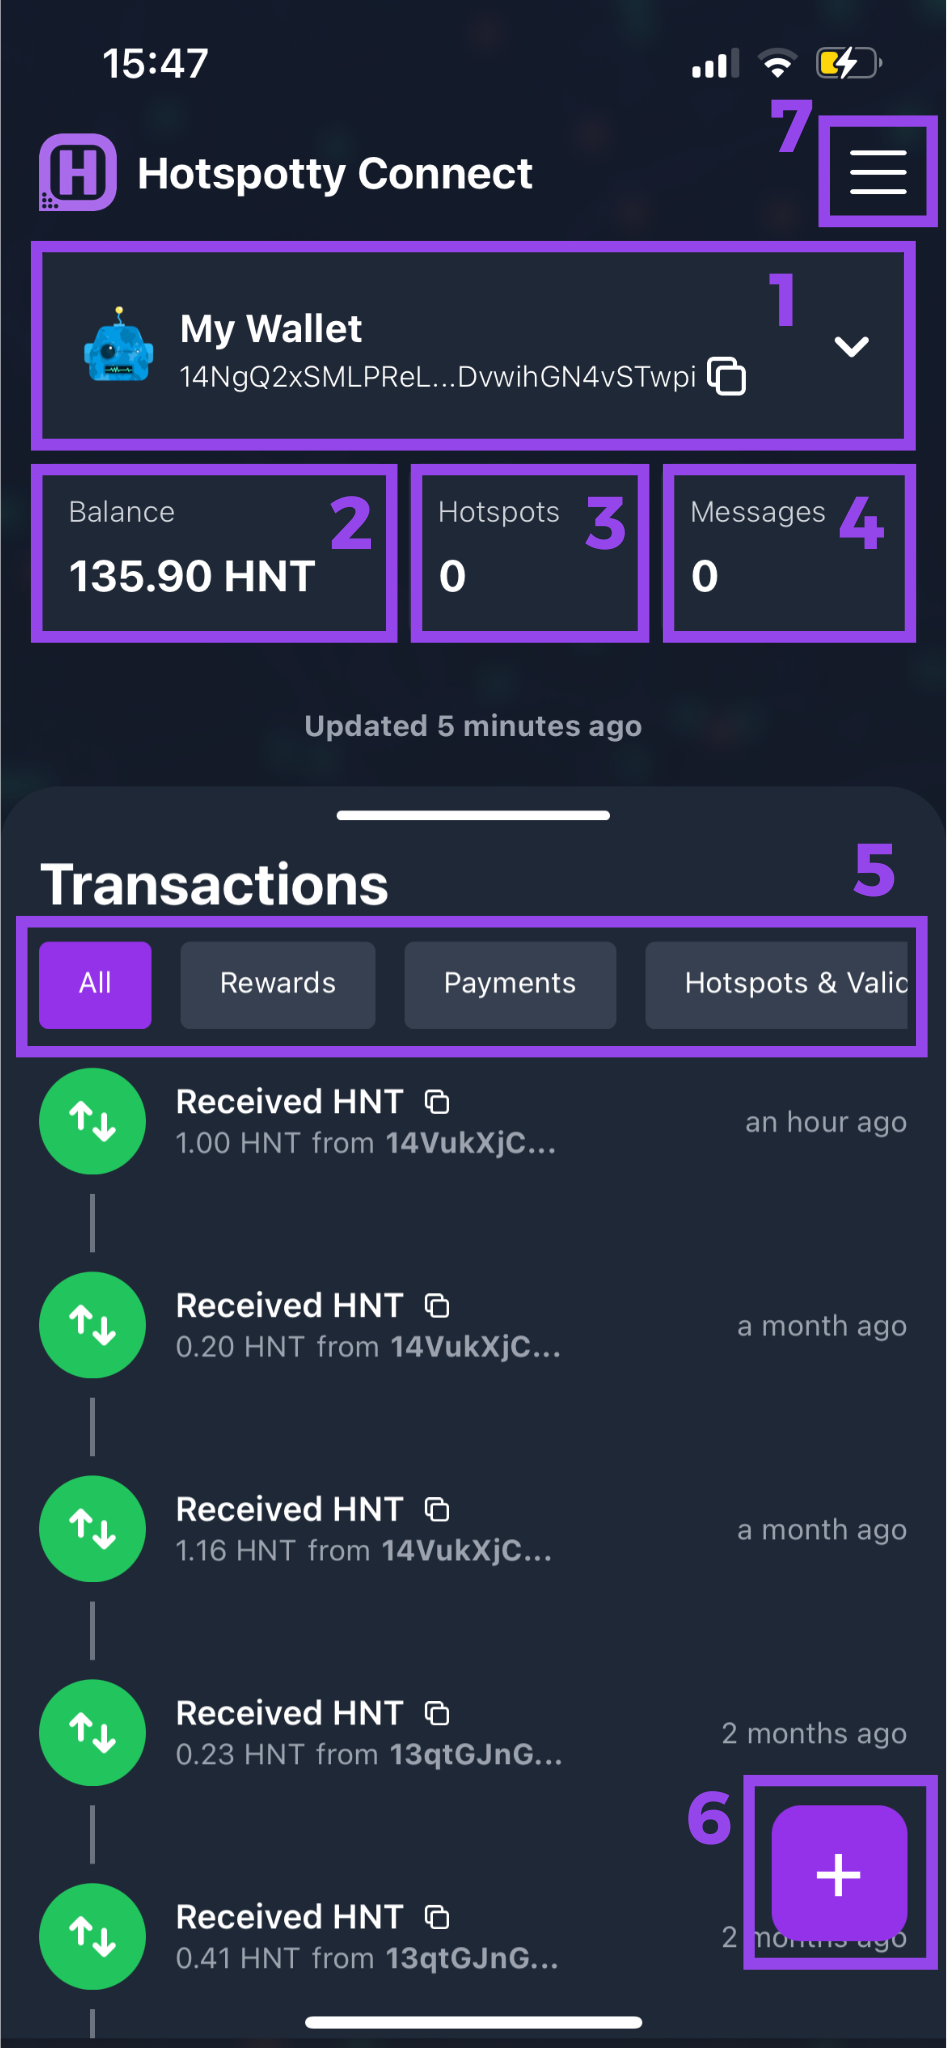 15:47
7
H
Hotspotty Connect
1
My Wallet
14NgQ2xSMLPReL...DvwihGN4vSTwpi
Balance
2
135.90 HNT
Hotspots
3
0
Messages
4
0
Updated 5 minutes ago
Transactions
5
All
Rewards
Payments
Hotspots & Valid
Received HNT
1.00 HNT from 14VukXjC...
an hour ago
Received HNT
0.20 HNT from 14VukXjC...
a month ago
Received HNT
1.16 HNT from 14VukXjC...
a month ago
Received HNT
0.23 HNT from 13qtGJnG...
2 months ago
6
+
Received HNT
0.41 HNT from 13qtGJnG...
2 months ago